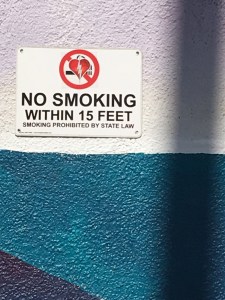 NO SMOKING
WITHIN 15 FEET
SMOKING PROHIBITED BY STATE LAW